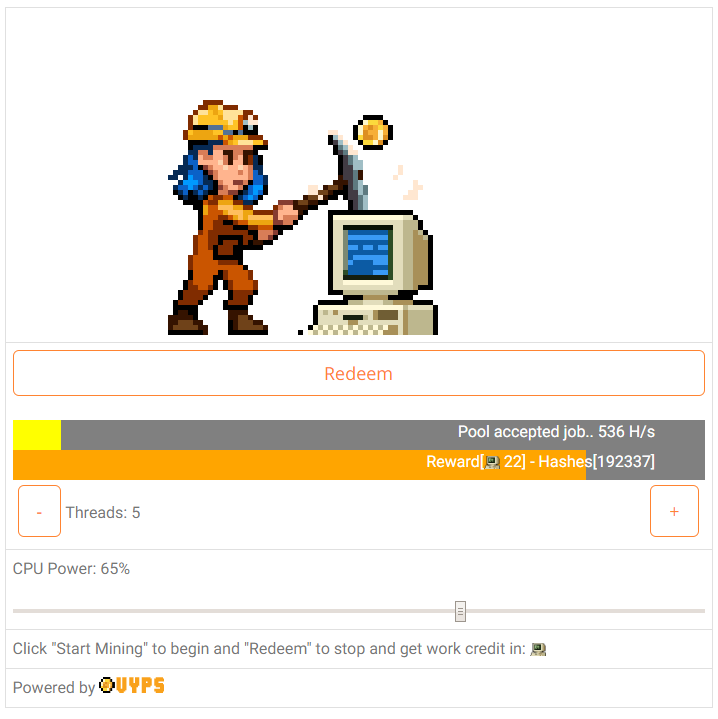 Redeem
Pool accepted job.. 536 H/s
Reward[ 22] - Hashes[192337]
-
Threads: 5
+
CPU Power: 65%
Click "Start Mining" to begin and "Redeem" to stop and get work credit in:
Powered by VYPS